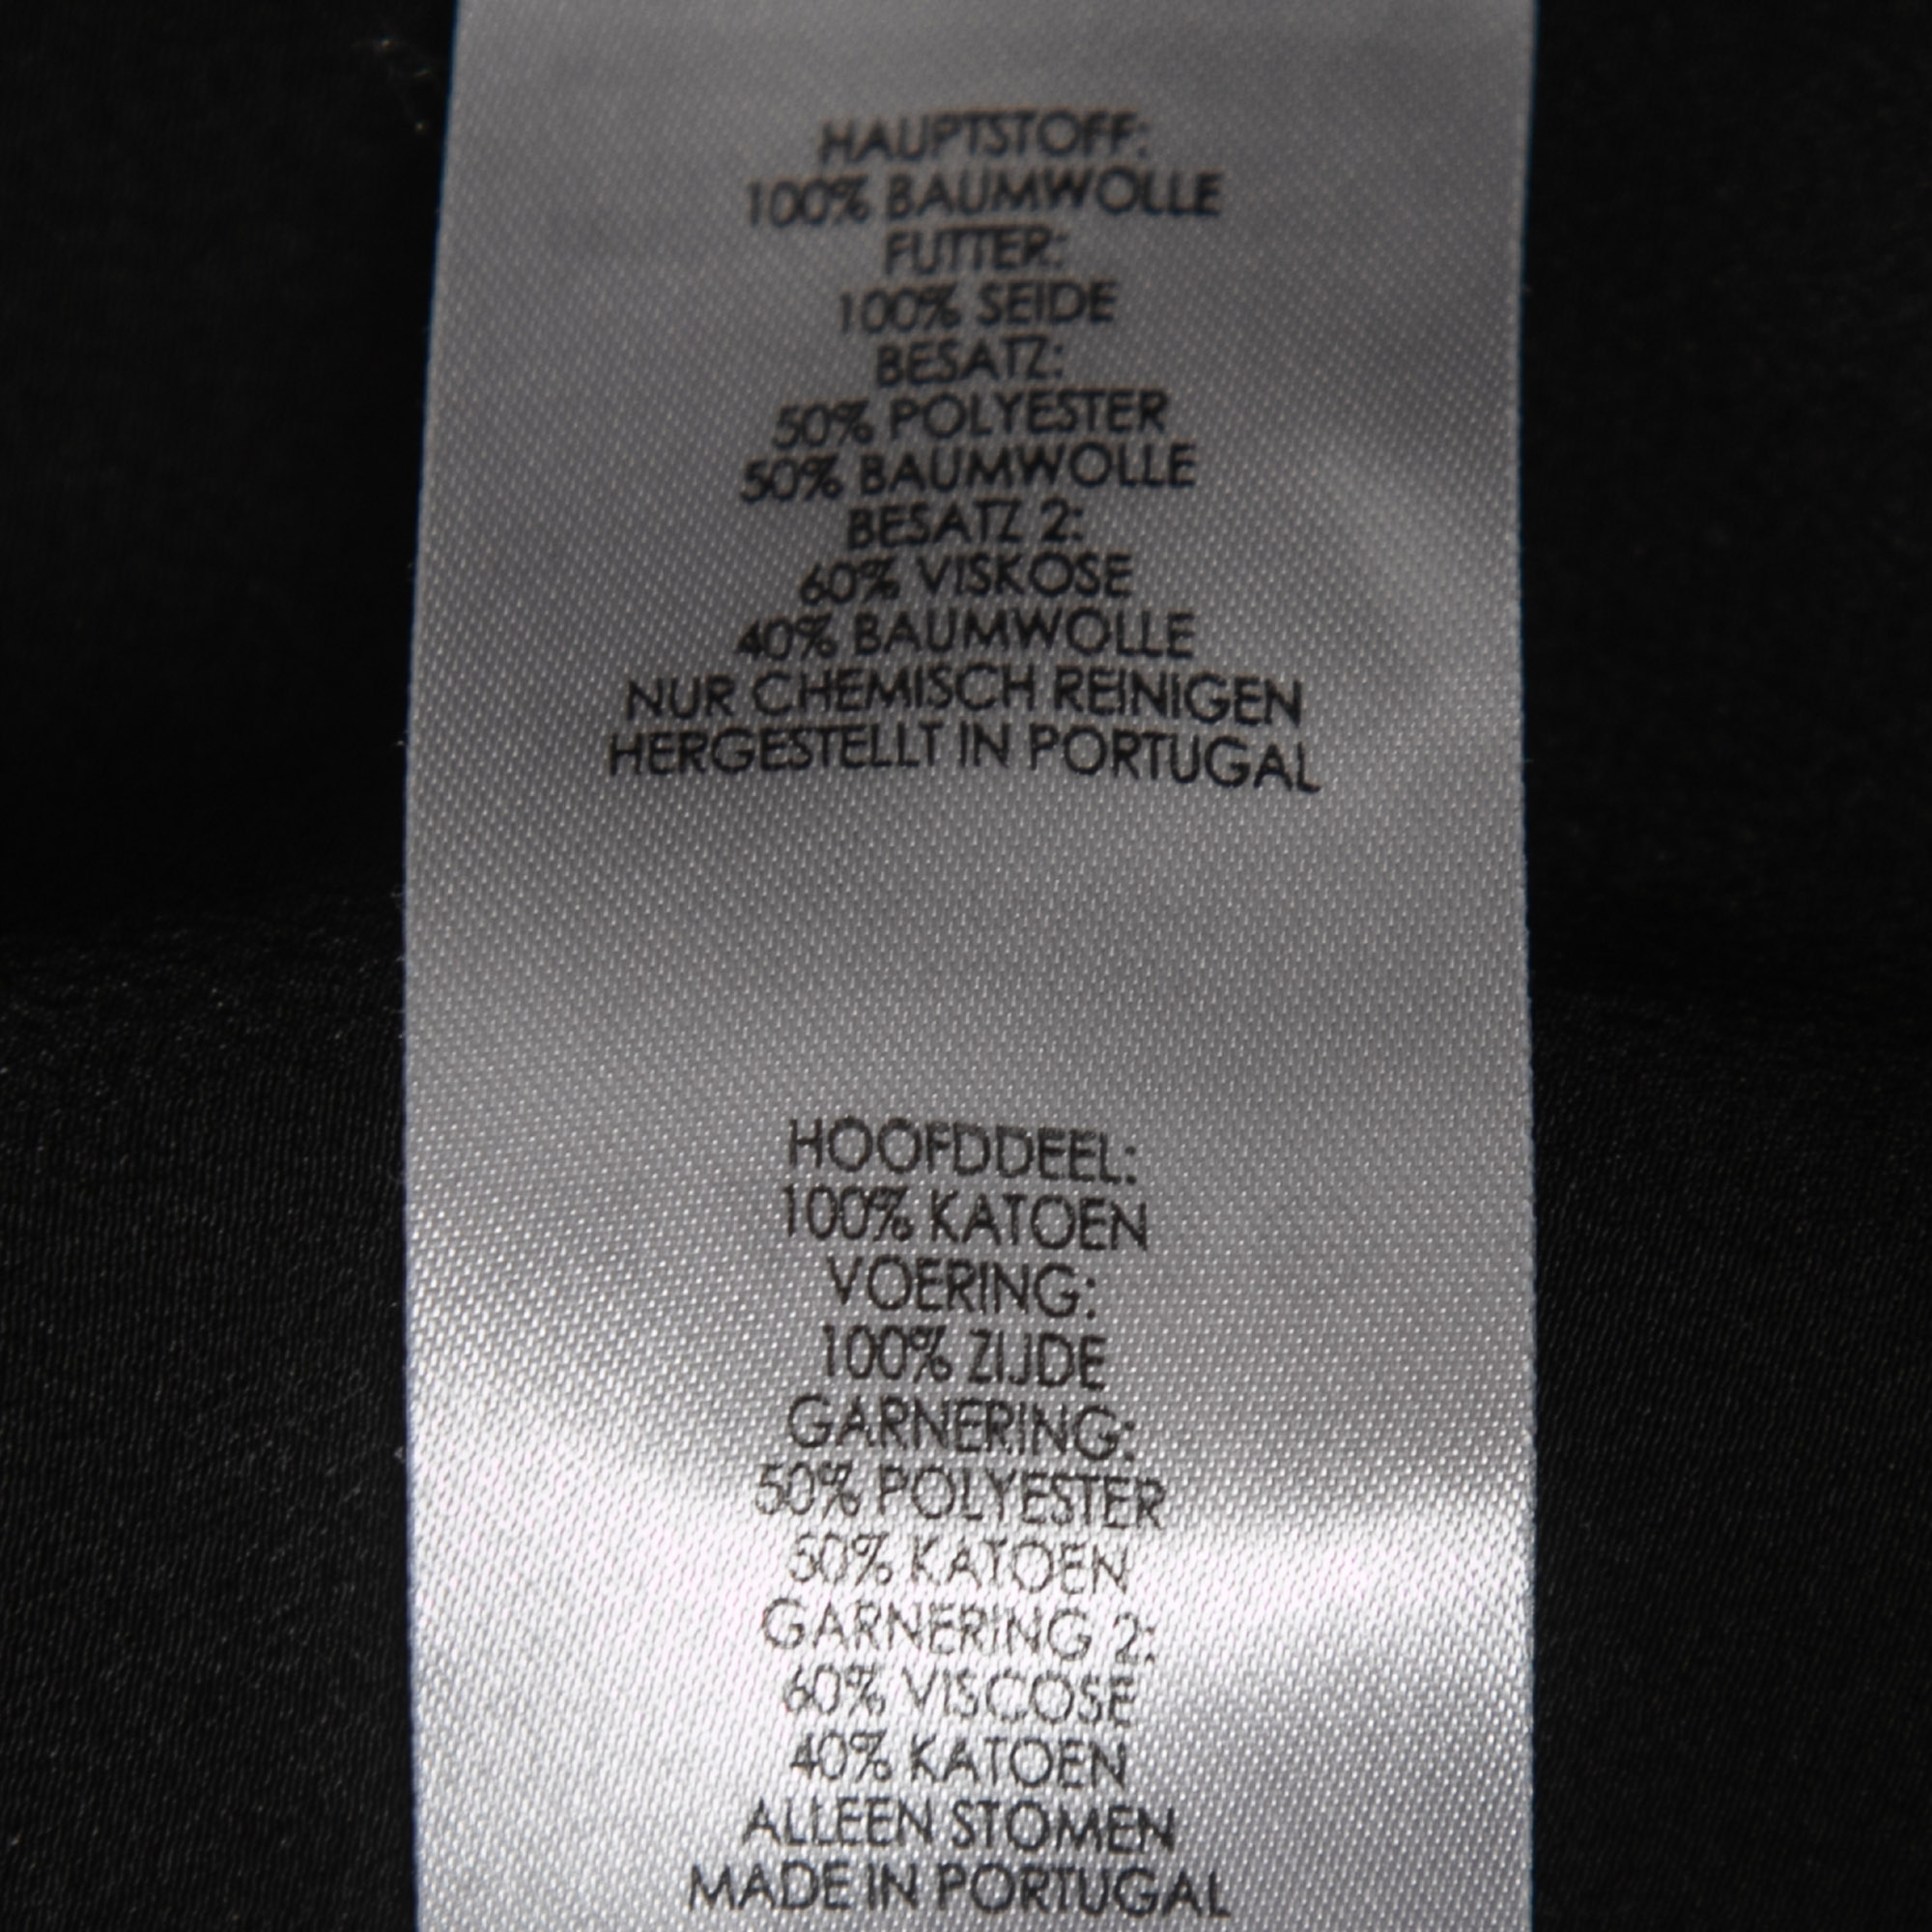 HAUPTSTOFF:
100% BAUMWOLLE
FUTTER:
100% SEIDE
BESATZ:
50% POLYESTER
50% BAUMWOLLE
BESATZ 2:
60% VISKOSE
40% BAUMWOLLE
NUR CHEMISCH REINIGEN
HERGESTELLT IN PORTUGAL
HOOFDDEEL:
100% KATOEN
VOERING:
100% ZIJDE
GARNERING:
50% POLYESTER
50% KATOEN
GARNERING 2:
60% VISCOSE
40% KATOEN
ALLEEN STOMEN
MADE IN PORTUGAL